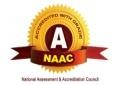 ACCREDITED WITH GRADE
A
NAAC
National Assessment & Accreditation Council